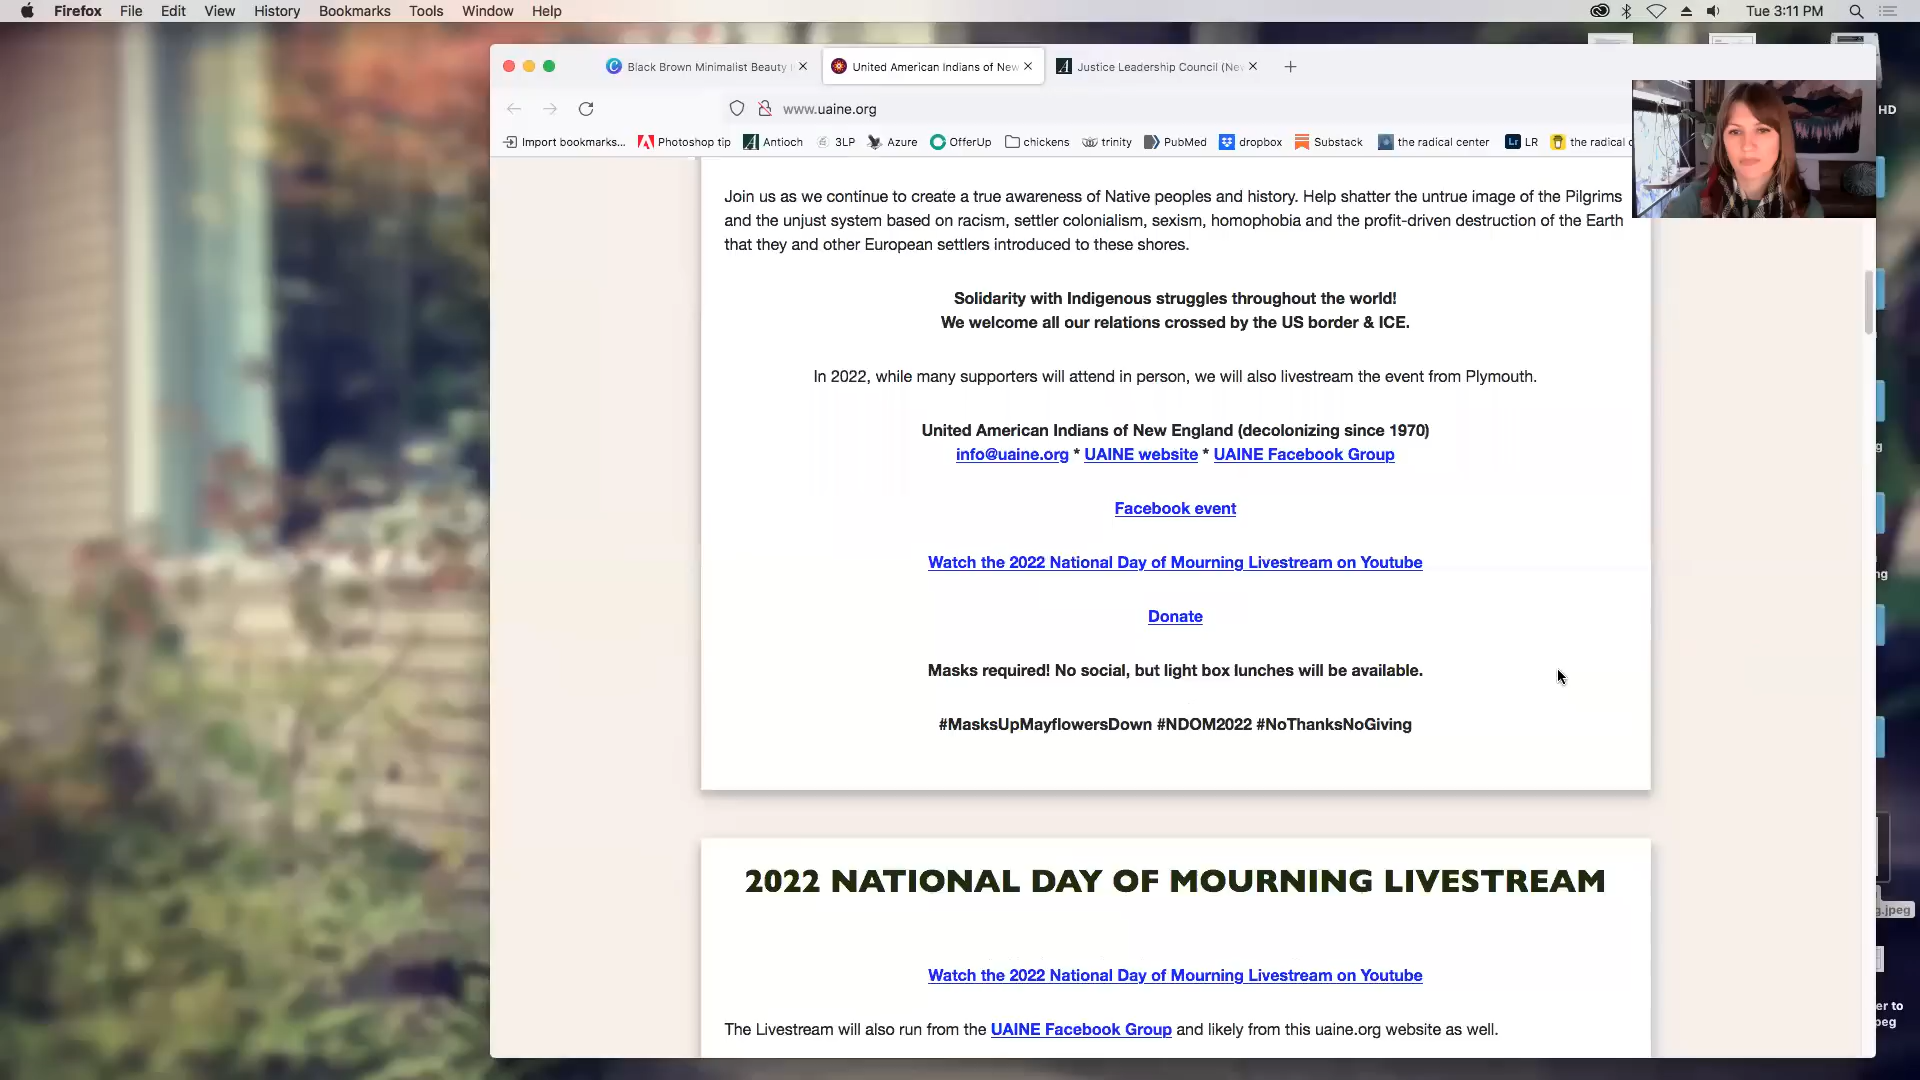 Firefox File Edit View History Bookmarks Tools Window Help
Tue 3:11 PM
Black Brown Minimalist Beauty
United American Indians of New
Justice Leadership Council (Ne
HD
www.uaine.org
Import bookmarks... Photoshop tip Antioch 3LP Azure OfferUp chickens trinity PubMed dropbox Substack the radical center LR the radical c
Join us as we continue to create a true awareness of Native peoples and history. Help shatter the untrue image of the Pilgrims
and the unjust system based on racism, settler colonialism, sexism, homophobia and the profit-driven destruction of the Earth
that they and other European settlers introduced to these shores.
Solidarity with Indigenous struggles throughout the world!
We welcome all our relations crossed by the US border & ICE.
In 2022, while many supporters will attend in person, we will also livestream the event from Plymouth.
United American Indians of New England (decolonizing since 1970)
info@uaine.org * UAINE website * UAINE Facebook Group
Facebook event
Watch the 2022 National Day of Mourning Livestream on Youtube
Donate
Masks required! No social, but light box lunches will be available.
#MasksUpMayflowersDown #NDOM2022 #NoThanksNoGiving
2022 NATIONAL DAY OF MOURNING LIVESTREAM
g.jpeg
Watch the 2022 National Day of Mourning Livestream on Youtube
er to
peg
The Livestream will also run from the UAINE Facebook Group and likely from this uaine.org website as well.